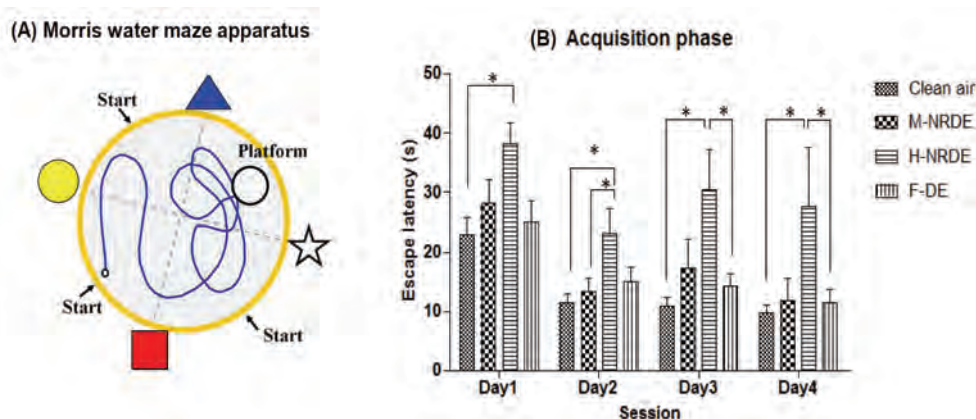 (A) Morris water maze apparatus
Start
Platform
Start
Start
(B) Acquisition phase
Escape latency (s)
50
40
30
20
10
0
*
*
*
*
*
*
*
Day1 Day2 Day3 Day4
Session
Clean air
M-NRDE
H-NRDE
F-DE